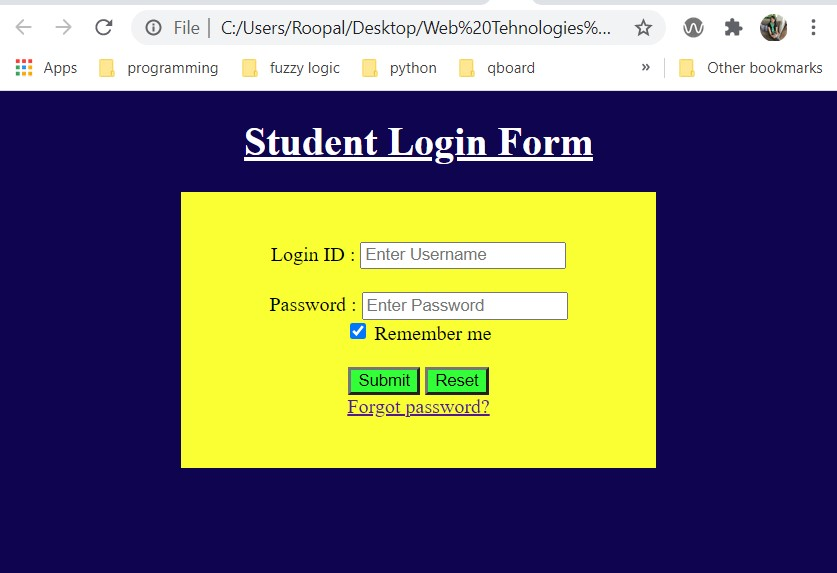 File | C:/Users/Roopal/Desktop/Web%20Tehnologies%...
Apps programming fuzzy logic python qboard » Other bookmarks
Student Login Form
Login ID : Enter Username
Password : Enter Password
Remember me
Submit Reset
Forgot password?